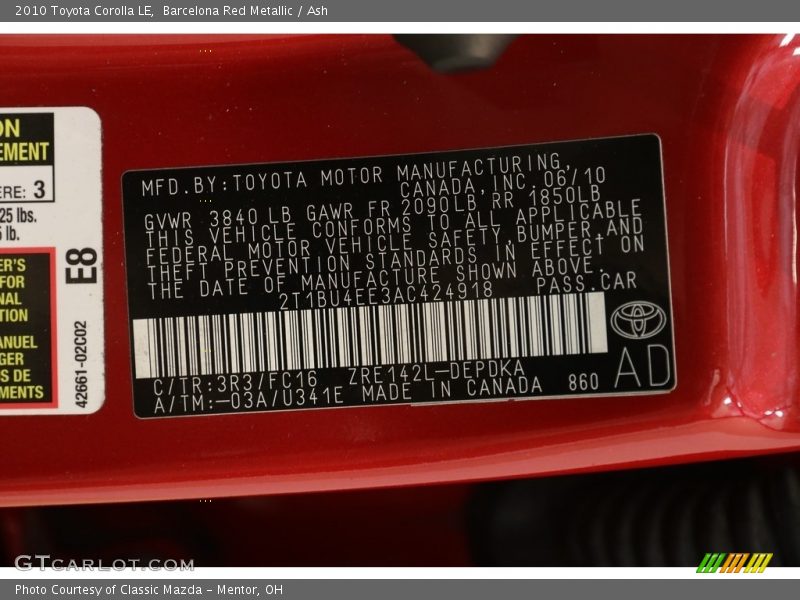 2010 Toyota Corolla LE, Barcelona Red Metallic / Ash
ON
EMENT
ERE: 3
25 lbs.
lb.
ER'S
FOR
NAL
TION
ANUEL
GER
S DE
MENTS
E8
42661-02C02
MFD.BY:TOYOTA MOTOR MANUFACTURING,
CANADA,INC.06/10
GVWR 3840 LB GAWR FR 2090LB RR 1850LB
THIS VEHICLE CONFORMS TO ALL APPLICABLE
FEDERAL MOTOR VEHICLE SAFETY,BUMPER AND
THEFT PREVENTION STANDARDS IN EFFECT ON
THE DATE OF MANUFACTURE SHOWN ABOVE.
2T1BU4EE3AC424918 PASS.CAR
C/TR:3R3/FC16 ZRE142L-DEPDKA
A/TM:-03A/U341E MADE IN CANADA 860 AD
GTCARLOT.COM
Photo Courtesy of Classic Mazda - Mentor, OH